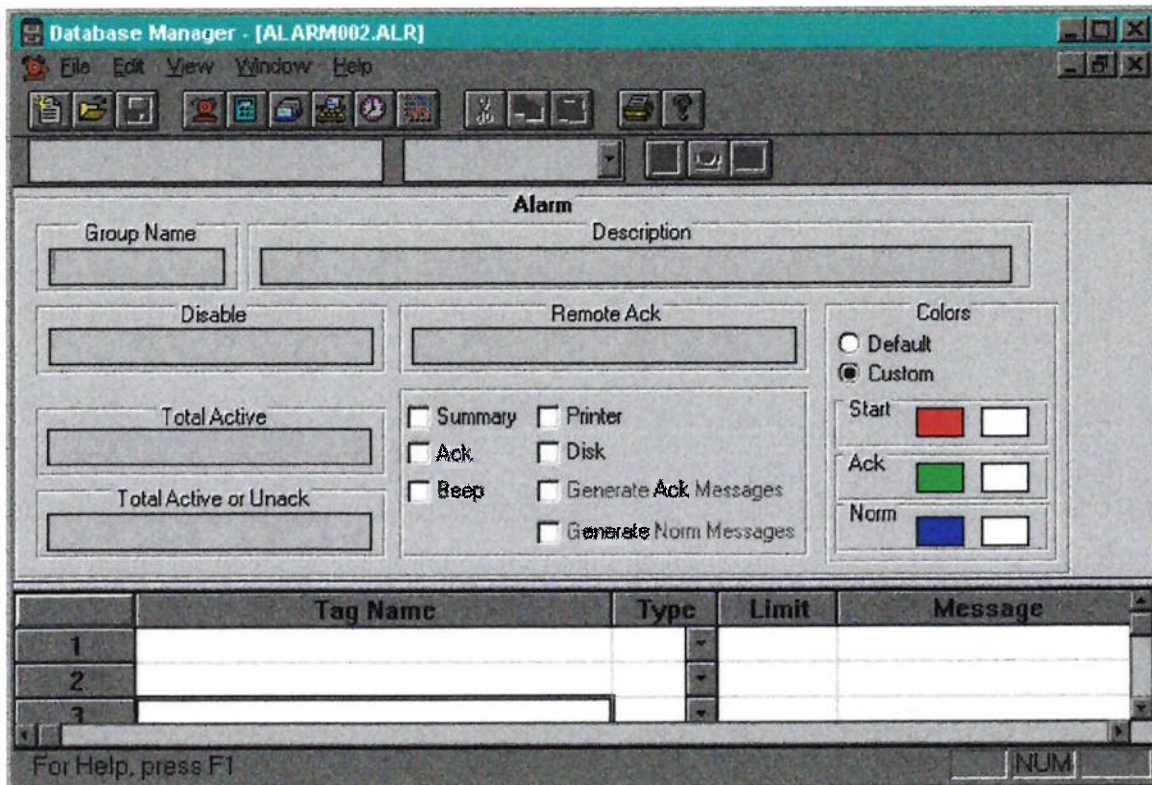 Database Manager - [ALARM002.ALR]
File Edit View Window Help
Alarm
Group Name Description
Disable Remote Ack Colors
Default
Custom
Total Active Summary Printer Start
Ack Disk Ack
Total Active or Unack Beep Generate Ack Messages
Norm
Generate Norm Messages
Tag Name Type Limit Message
1
2
3
For Help, press F1 NUM